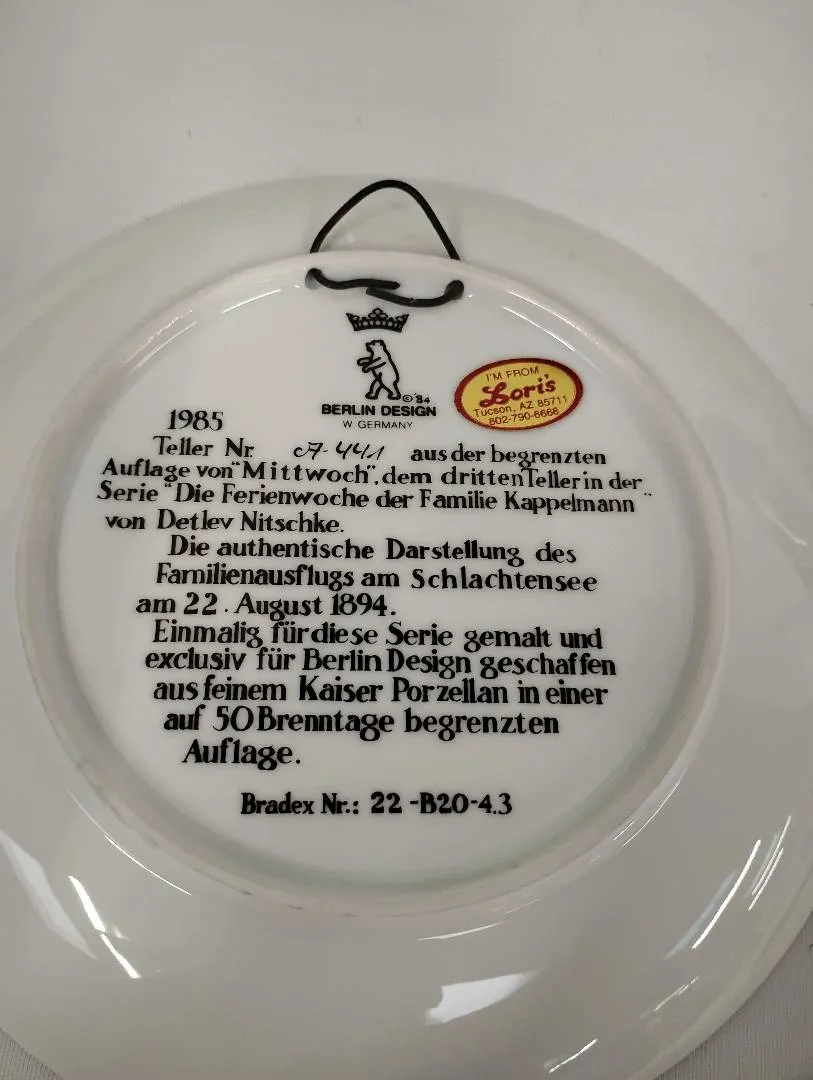 ©'84
BERLIN DESIGN
W GERMANY
I'M FROM
Lori's
Tucson, AZ 85711
602-790-8668
1985
Teller Nr. A-441 aus der begrenzten
Auflage von "Mittwoch", dem dritten Teller in der
Serie "Die Ferienwoche der Familie Kappelmann"
von Detlev Nitschke.
Die authentische Darstellung des
Familienausflugs am Schlachtensee
am 22. August 1894.
Einmalig für diese Serie gemalt und
exclusiv für Berlin Design geschaffen
aus feinem Kaiser Porzellan in einer
auf 50 Brenntage begrenzten
Auflage.
Bradex Nr.: 22-B20-4.3